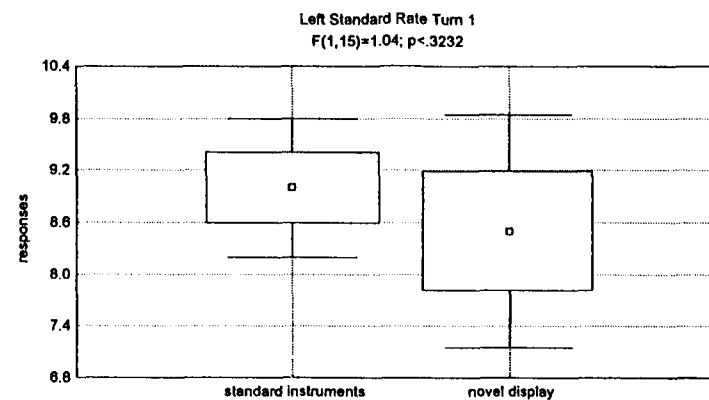 Left Standard Rate Turn 1
F(1,15)=1.04; p<.3232
10.4
9.8
9.2
8.6
8.0
7.4
6.8
responses
standard instruments novel display